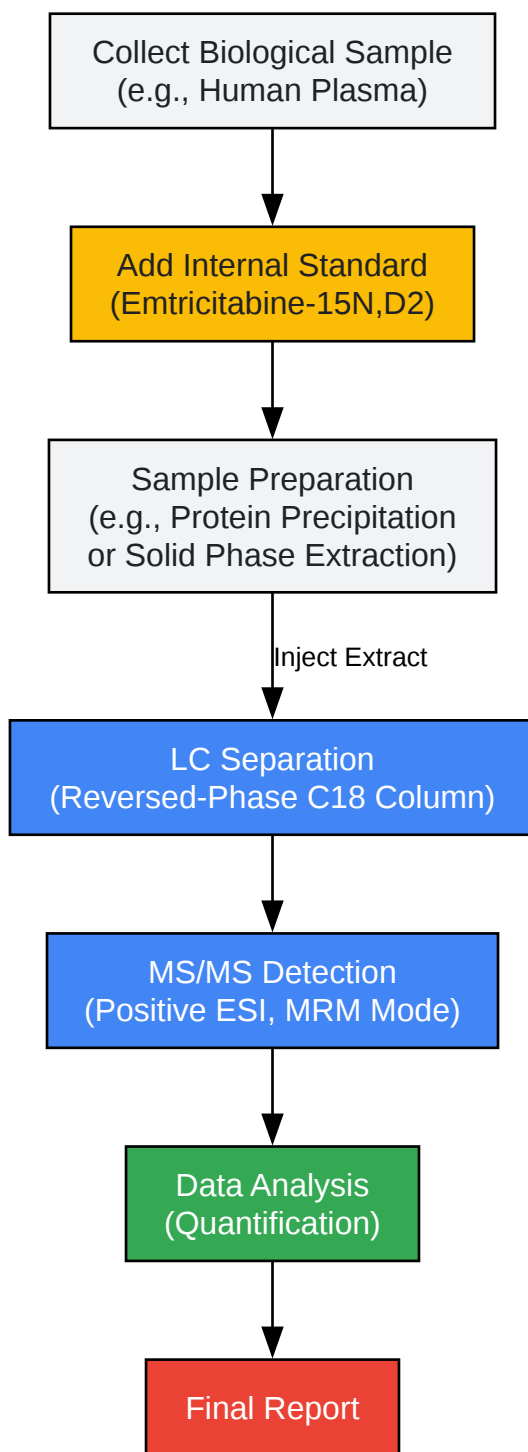 Collect Biological Sample
(e.g., Human Plasma)
Add Internal Standard
(Emtricitabine-15N,D2)
Sample Preparation
(e.g., Protein Precipitation
or Solid Phase Extraction)
Inject Extract
LC Separation
(Reversed-Phase C18 Column)
MS/MS Detection
(Positive ESI, MRM Mode)
Data Analysis
(Quantification)
Final Report